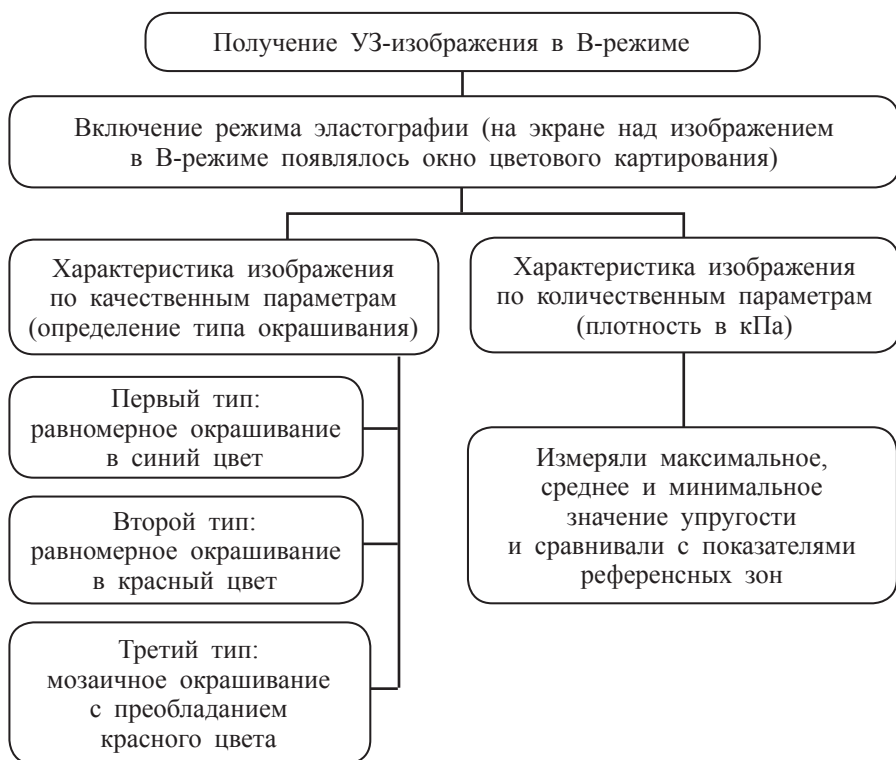 Получение УЗ-изображения в В-режиме
Включение режима эластографии (на экране над изображением
в В-режиме появлялось окно цветового картирования)
Характеристика изображения
по качественным параметрам
(определение типа окрашивания)
Характеристика изображения
по количественным параметрам
(плотность в кПа)
Первый тип:
равномерное окрашивание
в синий цвет
Второй тип:
равномерное окрашивание
в красный цвет
Третий тип:
мозаичное окрашивание
с преобладанием
красного цвета
Измеряли максимальное,
среднее и минимальное
значение упругости
и сравнивали с показателями
референсных зон